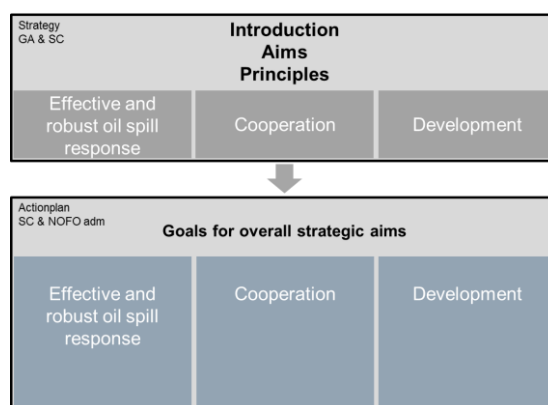 Strategy
GA & SC
Introduction
Aims
Principles
Effective and
robust oil spill
response
Cooperation
Development
Actionplan
SC & NOFO adm
Goals for overall strategic aims
Effective and
robust oil spill
response
Cooperation
Development